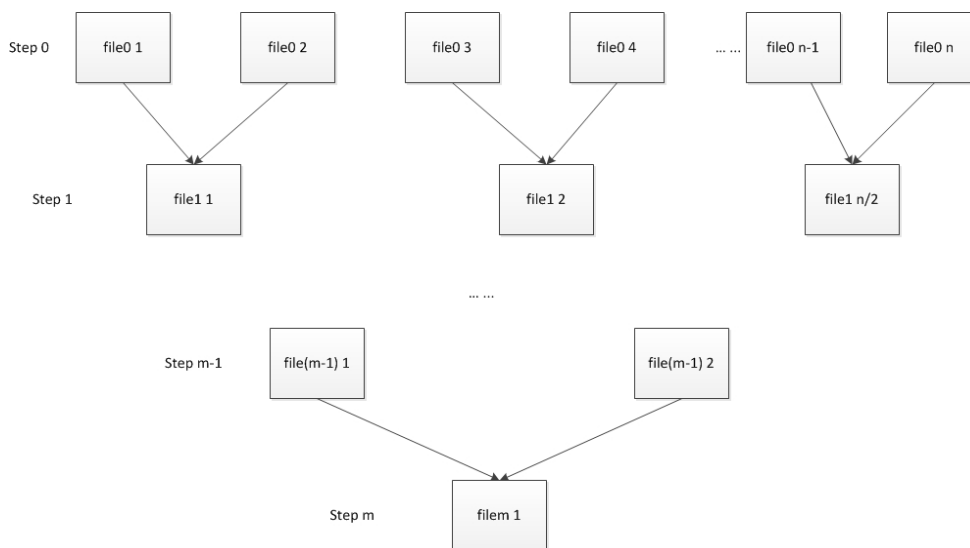 Step 0 file0 1 file0 2 file0 3 file0 4 ... ... file0 n-1 file0 n
Step 1 file1 1 file1 2 file1 n/2
... ...
Step m-1 file(m-1) 1 file(m-1) 2
Step m filem 1